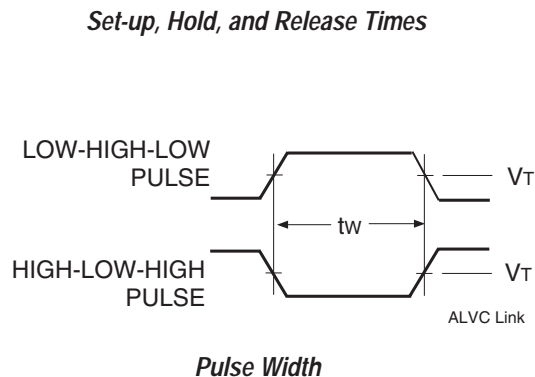 Set-up, Hold, and Release Times
LOW-HIGH-LOW
PULSE
VT
tw
HIGH-LOW-HIGH
PULSE
VT
ALVC Link
Pulse Width